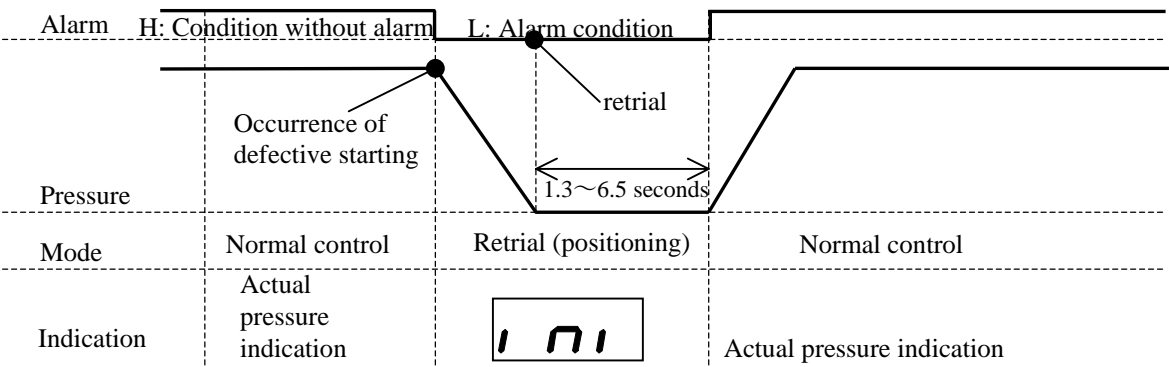 Alarm H: Condition without alarm L: Alarm condition
retrial
Occurrence of
defective starting
1.3～6.5 seconds
Pressure
Mode Normal control Retrial (positioning) Normal control
Actual
pressure
indication
Indication ini Actual pressure indication